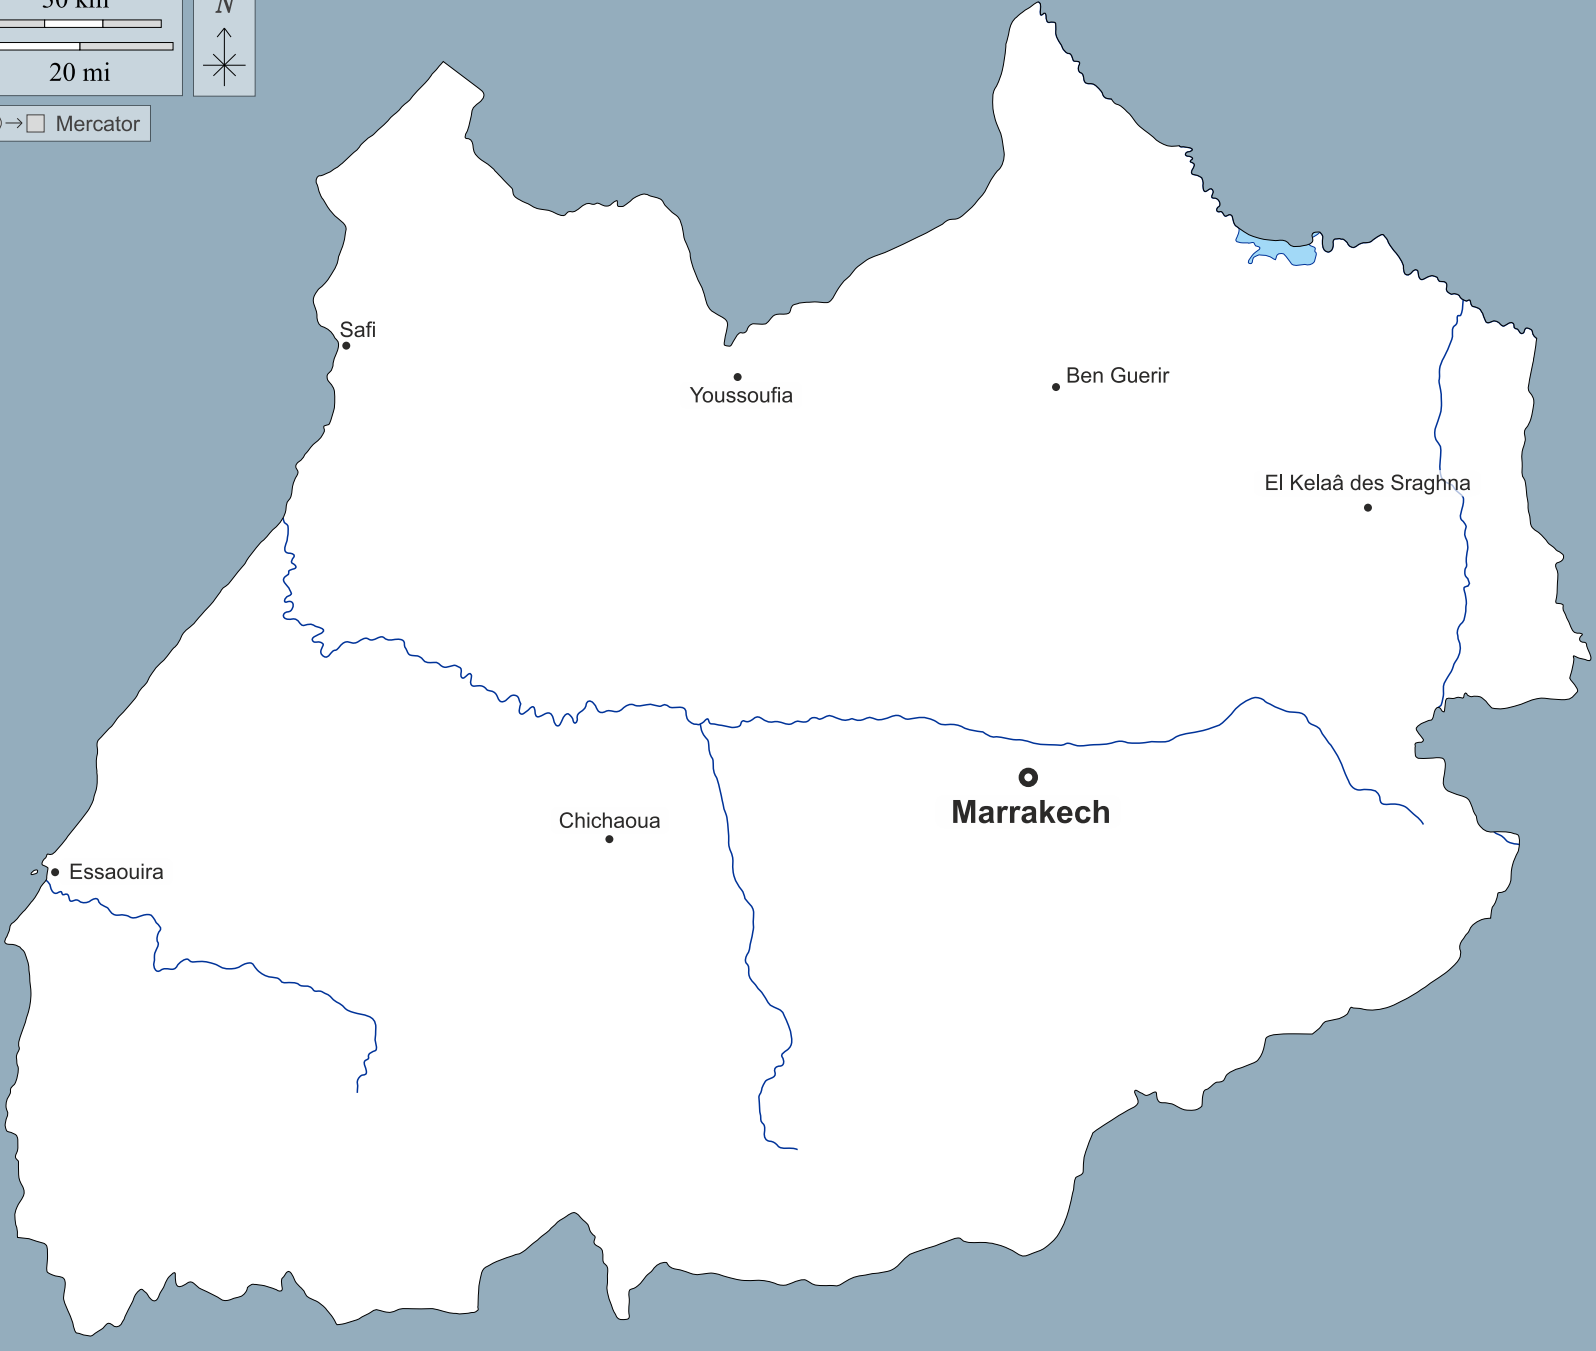 N
20 mi
Mercator
Safi
Ben Guerir
Youssoufia
El Kelaâ des Sraghna
Marrakech
Chichaoua
Essaouira